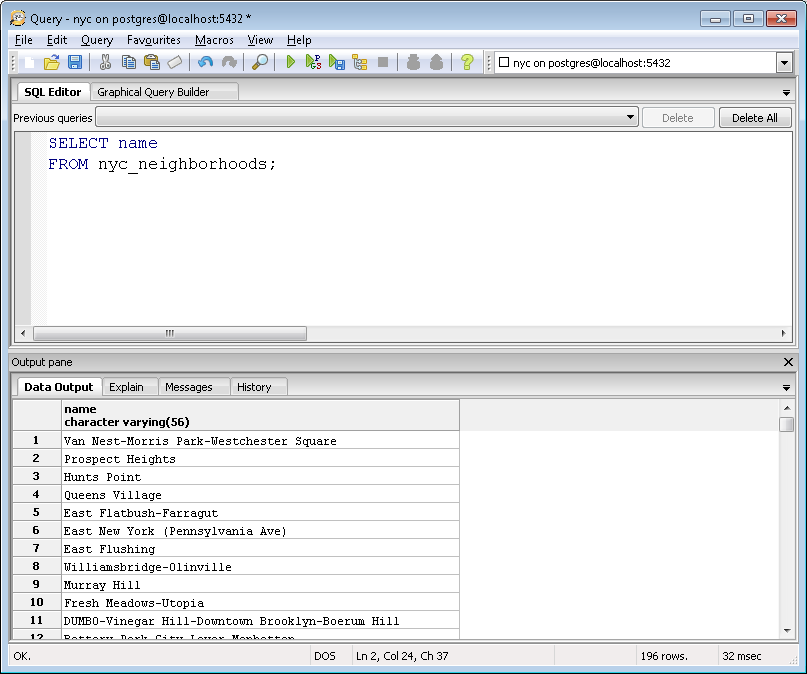 Query - nyc on postgres@localhost:5432 *
File Edit Query Favourites Macros View Help
nyc on postgres@localhost:5432
SQL Editor Graphical Query Builder
Previous queries Delete Delete All
SELECT name
FROM nyc_neighborhoods;
Output pane
Data Output Explain Messages History
name
character varying(56)
1 Van Nest-Morris Park-Westchester Square
2 Prospect Heights
3 Hunts Point
4 Queens Village
5 East Flatbush-Farragut
6 East New York (Pennsylvania Ave)
7 East Flushing
8 Williamsbridge-Olinville
9 Murray Hill
10 Fresh Meadows-Utopia
11 DUMBO-Vinegar Hill-Downtown Brooklyn-Boerum Hill
12 Battery Park City-Lower Manhattan
OK. DOS Ln 2, Col 24, Ch 37 196 rows. 32 msec